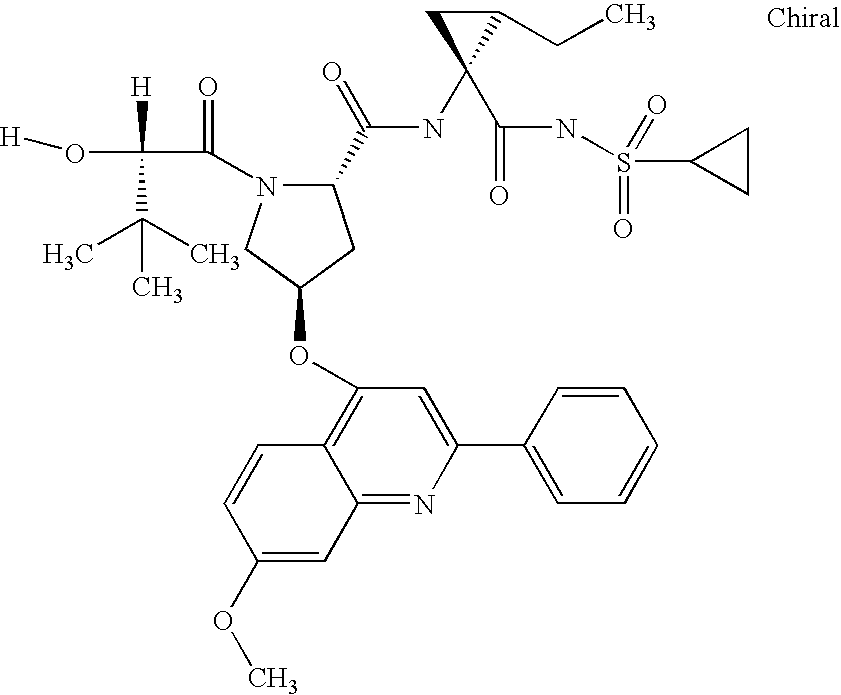 CH3 Chiral
H O O O
H O N N N S
O O
H3C CH3
CH3
O
N
O
CH3